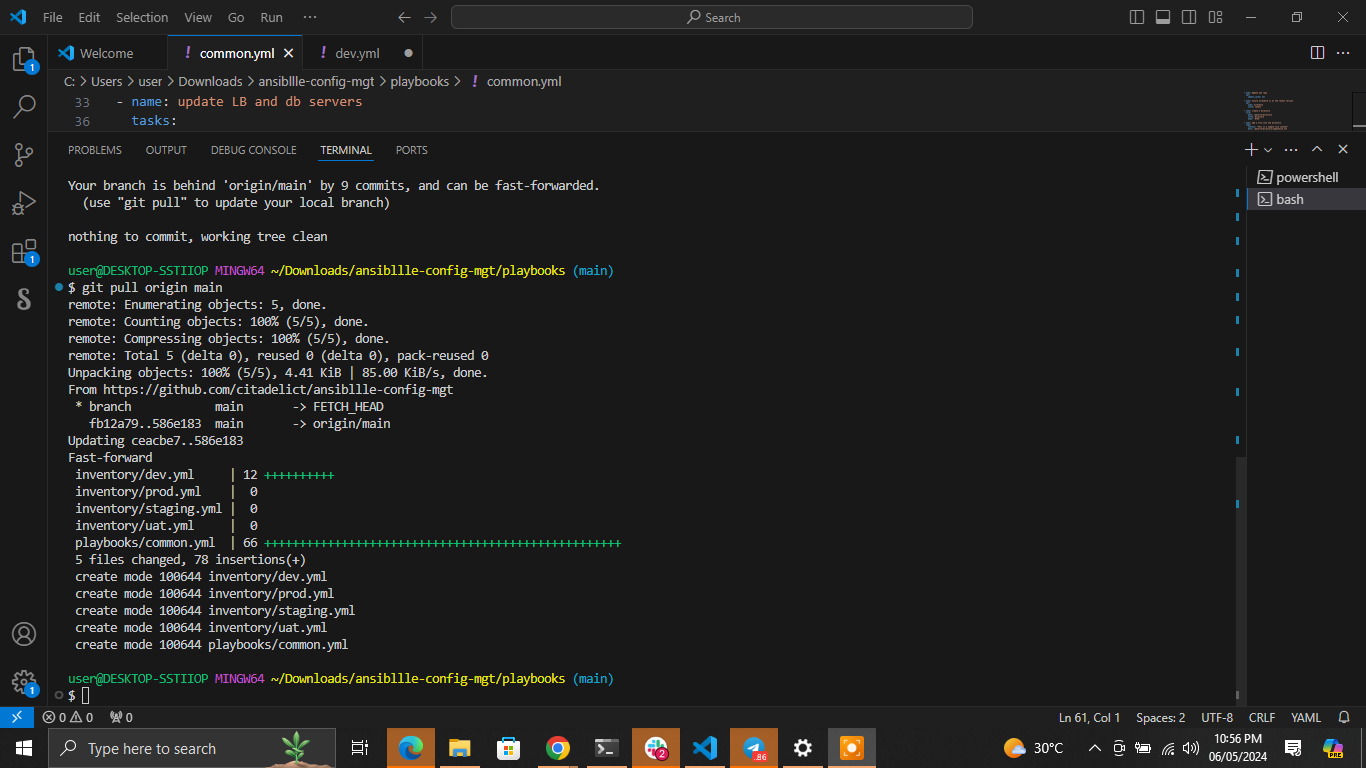 File Edit Selection View Go Run ··· Search
Welcome ! common.yml ! dev.yml
C: > Users > user > Downloads > ansibllle-config-mgt > playbooks > ! common.yml
33 - name: update LB and db servers
36 tasks:
PROBLEMS OUTPUT DEBUG CONSOLE TERMINAL PORTS
powershell
bash
Your branch is behind 'origin/main' by 9 commits, and can be fast-forwarded.
(use "git pull" to update your local branch)
nothing to commit, working tree clean
user@DESKTOP-SSTIIOP MINGW64 ~/Downloads/ansibllle-config-mgt/playbooks (main)
$ git pull origin main
remote: Enumerating objects: 5, done.
remote: Counting objects: 100% (5/5), done.
remote: Compressing objects: 100% (5/5), done.
remote: Total 5 (delta 0), reused 0 (delta 0), pack-reused 0
Unpacking objects: 100% (5/5), 4.41 KiB | 85.00 KiB/s, done.
From https://github.com/citadelict/ansibllle-config-mgt
* branch main -> FETCH_HEAD
fb12a79..586e183 main -> origin/main
Updating ceacbe7..586e183
Fast-forward
inventory/dev.yml | 12 ++++++++++
inventory/prod.yml | 0
inventory/staging.yml | 0
inventory/uat.yml | 0
playbooks/common.yml | 66 +++++++++++++++++++++++++++++++++++++++++++++++++++
5 files changed, 78 insertions(+)
create mode 100644 inventory/dev.yml
create mode 100644 inventory/prod.yml
create mode 100644 inventory/staging.yml
create mode 100644 inventory/uat.yml
create mode 100644 playbooks/common.yml
user@DESKTOP-SSTIIOP MINGW64 ~/Downloads/ansibllle-config-mgt/playbooks (main)
$
1
1
1
0 0 0 Ln 61, Col 1 Spaces: 2 UTF-8 CRLF YAML
Type here to search 2 86 30°C 10:56 PM
06/05/2024
PRE